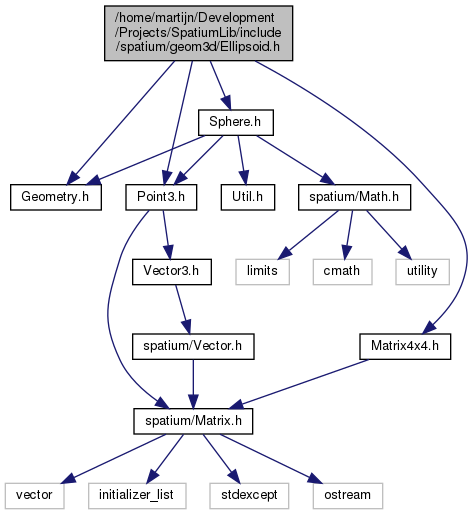 /home/martijn/Development
/Projects/SpatiumLib/include
/spatium/geom3d/Ellipsoid.h
Sphere.h
Geometry.h
Point3.h
Util.h
spatium/Math.h
Vector3.h
limits
cmath
utility
spatium/Vector.h
Matrix4x4.h
spatium/Matrix.h
vector
initializer_list
stdexcept
ostream